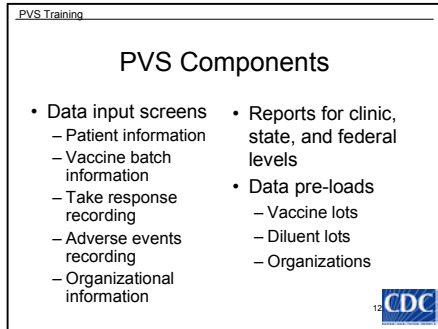 PVS Training
PVS Components
• Data input screens
– Patient information
– Vaccine batch
information
– Take response
recording
– Adverse events
recording
– Organizational
information
• Reports for clinic,
state, and federal
levels
• Data pre-loads
– Vaccine lots
– Diluent lots
– Organizations
12
CDC